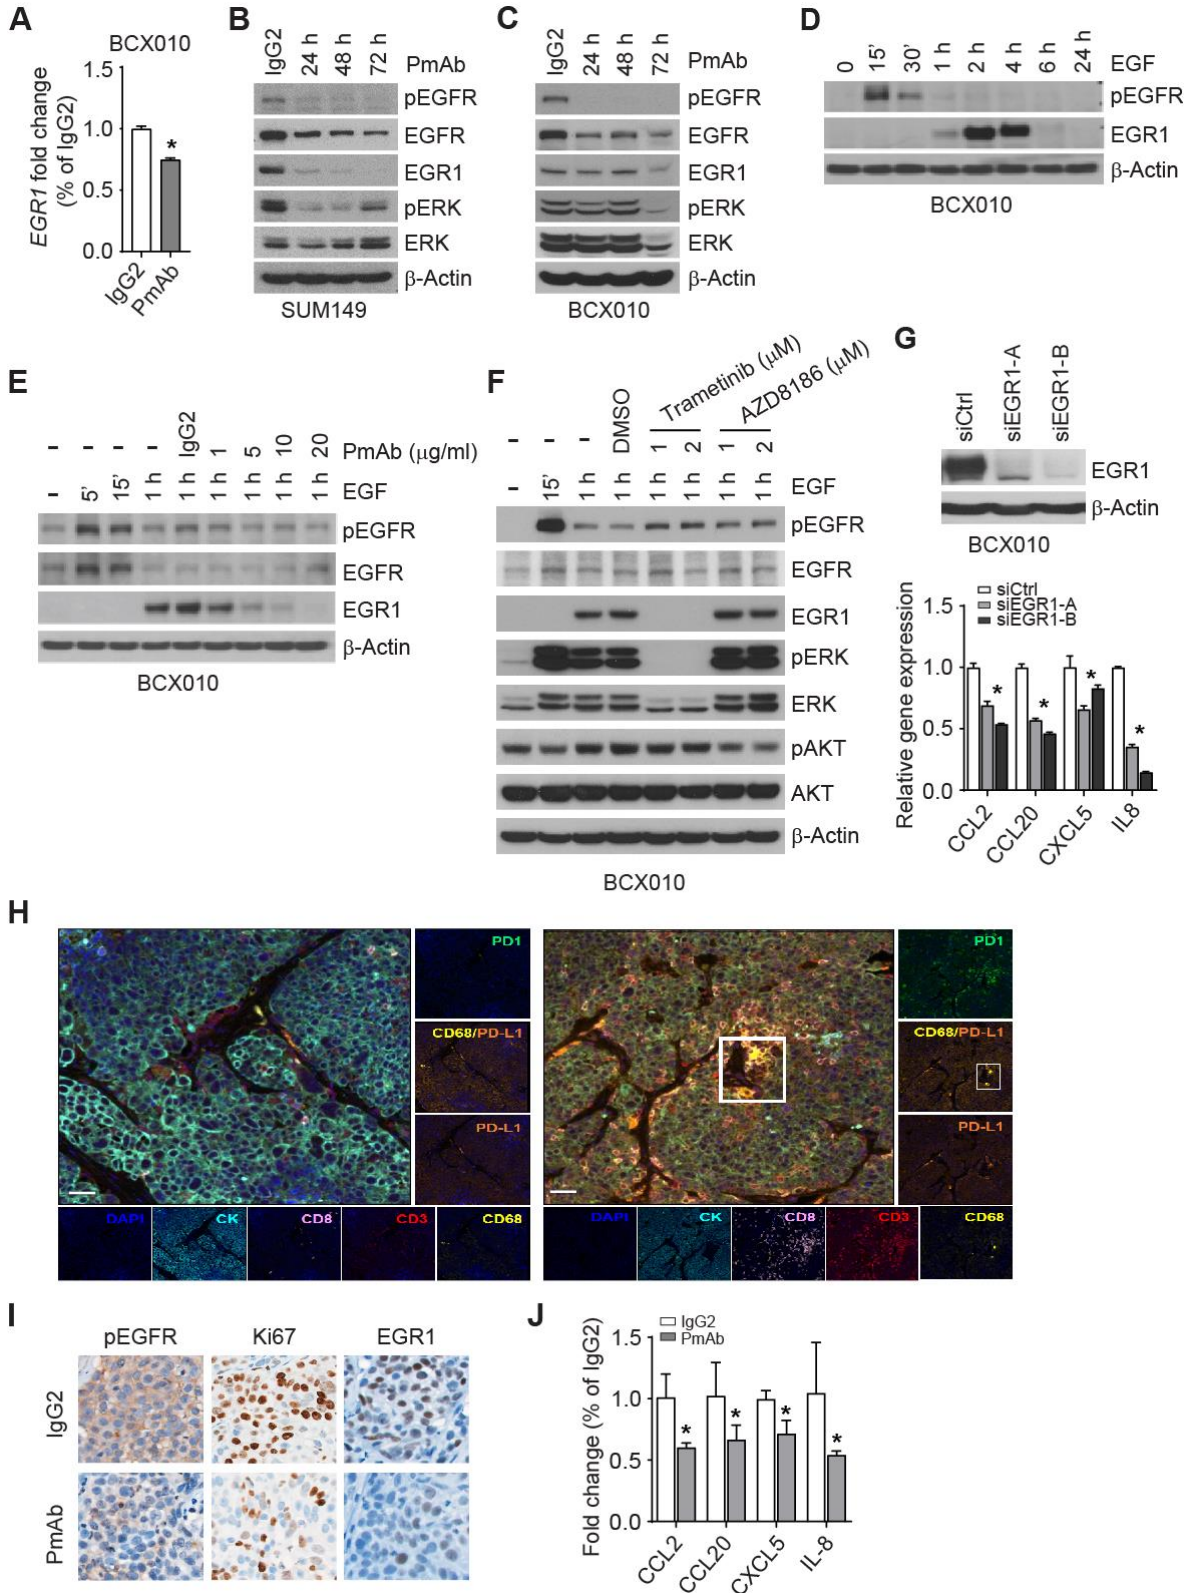 A
BCX010
EGR1 fold change
(% of IgG2)
1.5
1.0
0.5
0.0
*
IgG2
PmAb
B
IgG2
24 h
48 h
72 h
PmAb
pEGFR
EGFR
EGR1
pERK
ERK
β-Actin
SUM149
C
IgG2
24 h
48 h
72 h
PmAb
pEGFR
EGFR
EGR1
pERK
ERK
β-Actin
BCX010
D
0
15'
30'
1 h
2 h
4 h
6 h
24 h
EGF
pEGFR
EGR1
β-Actin
BCX010
E
– – – – IgG2 1 5 10 20 PmAb (μg/ml)
– 5' 15' 1 h 1 h 1 h 1 h 1 h 1 h EGF
pEGFR
EGFR
EGR1
β-Actin
BCX010
F
Trametinib (μM)
AZD8186 (μM)
– – – DMSO 1 2 1 2
– 15' 1 h 1 h 1 h 1 h 1 h 1 h EGF
pEGFR
EGFR
EGR1
pERK
ERK
pAKT
AKT
β-Actin
BCX010
G
siCtrl
siEGR1-A
siEGR1-B
EGR1
β-Actin
BCX010
siCtrl
siEGR1-A
siEGR1-B
Relative gene expression
1.5
1.0
0.5
0.0
* * * *
CCL2
CCL20
CXCL5
IL8
H
PD1
CD68/PD-L1
PD-L1
DAPI
CK
CD8
CD3
CD68
PD1
CD68/PD-L1
PD-L1
DAPI
CK
CD8
CD3
CD68
I
pEGFR
Ki67
EGR1
IgG2
PmAb
J
IgG2
PmAb
Fold change (% of IgG2)
1.5
1.0
0.5
0.0
* * * *
CCL2
CCL20
CXCL5
IL-8